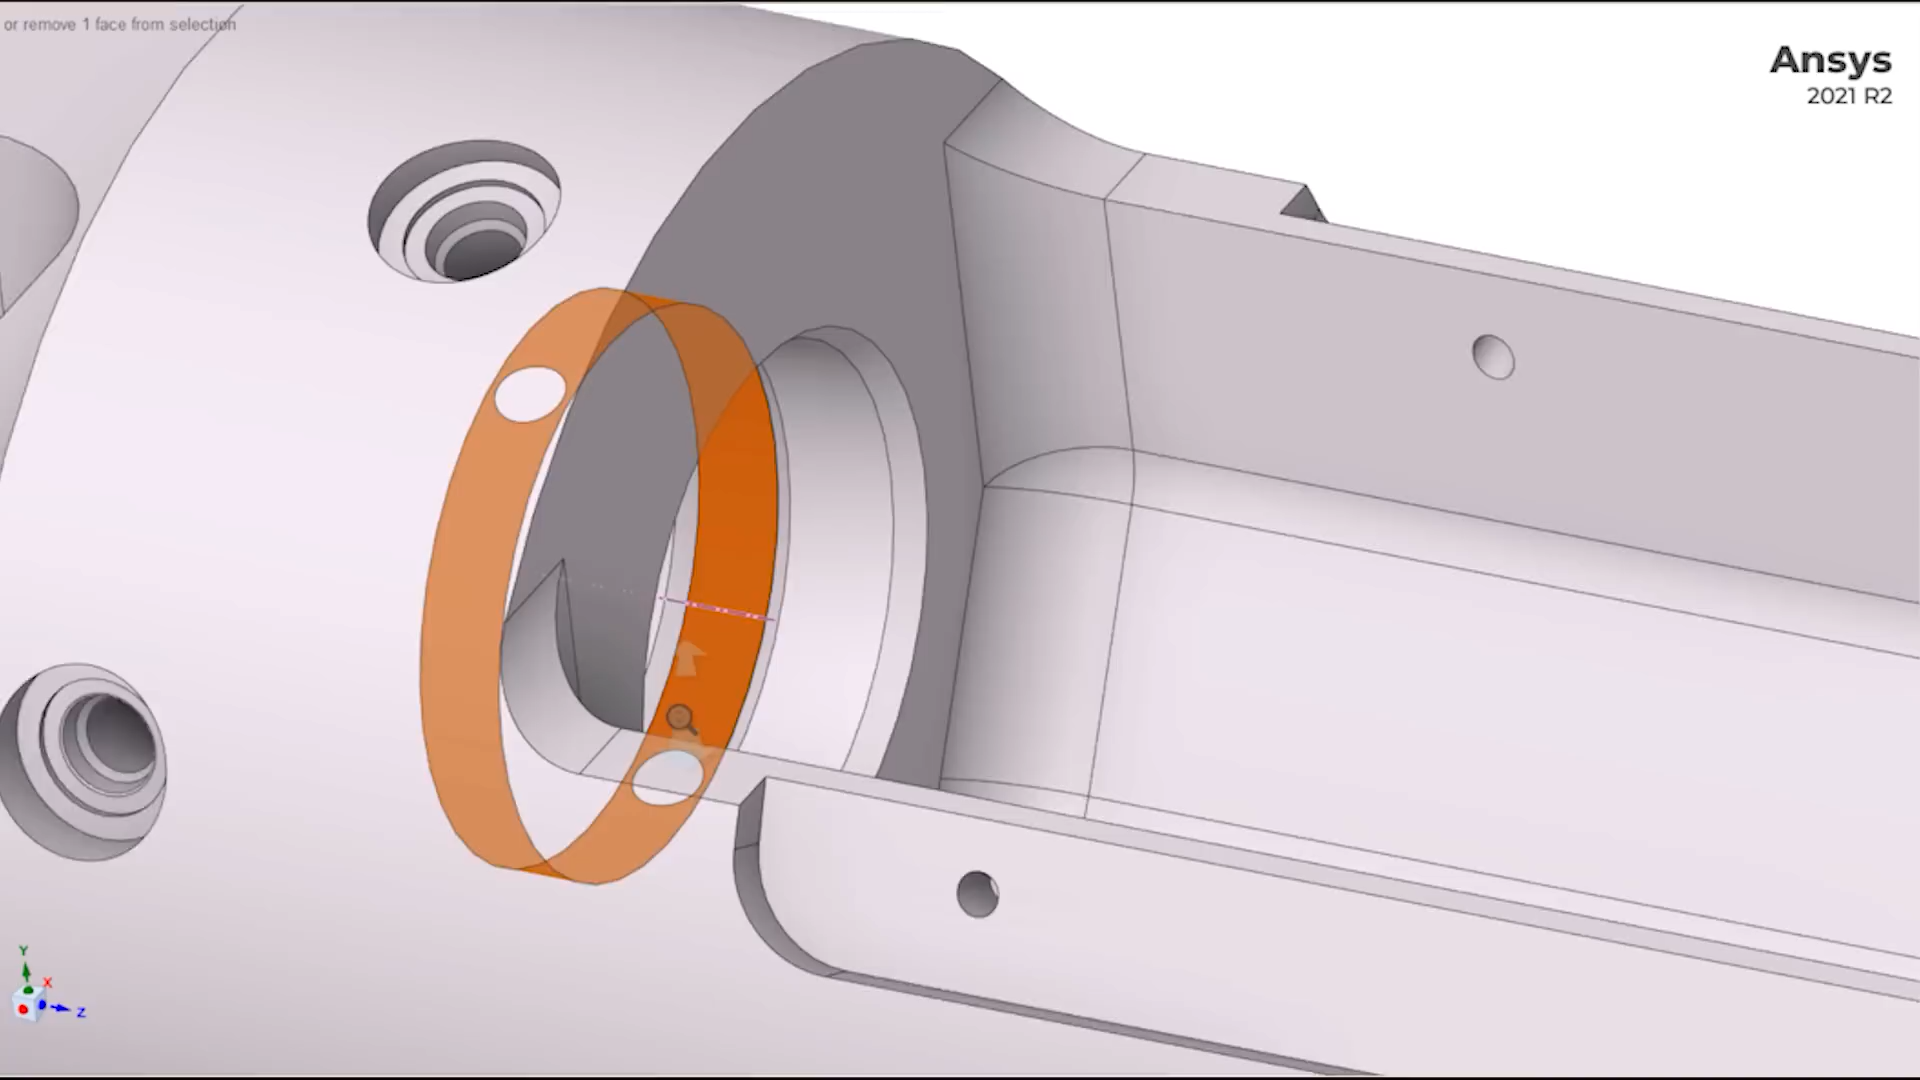 or remove 1 face from selection
Ansys
2021 R2
Y
X
Z